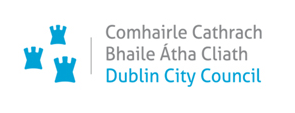 Comhairle Cathrach
Bhaile Átha Cliath
Dublin City Council